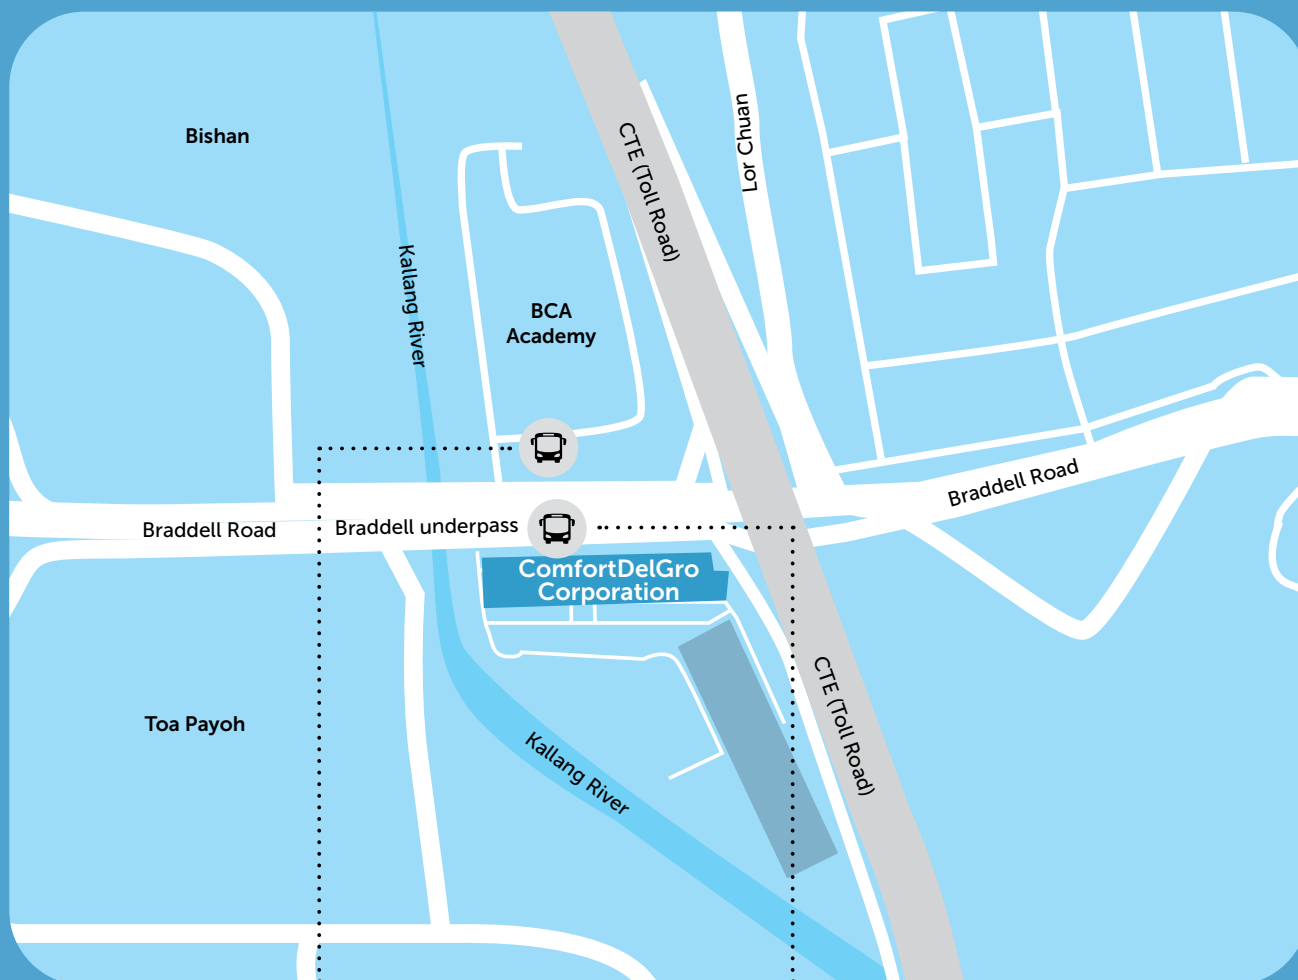 Bishan
CTE (Toll Road)
Lor Chuan
Kallang River
BCA
Academy
Braddell Road
Braddell Road
Braddell underpass
ComfortDelGro
Corporation
Toa Payoh
Kallang River
CTE (Toll Road)